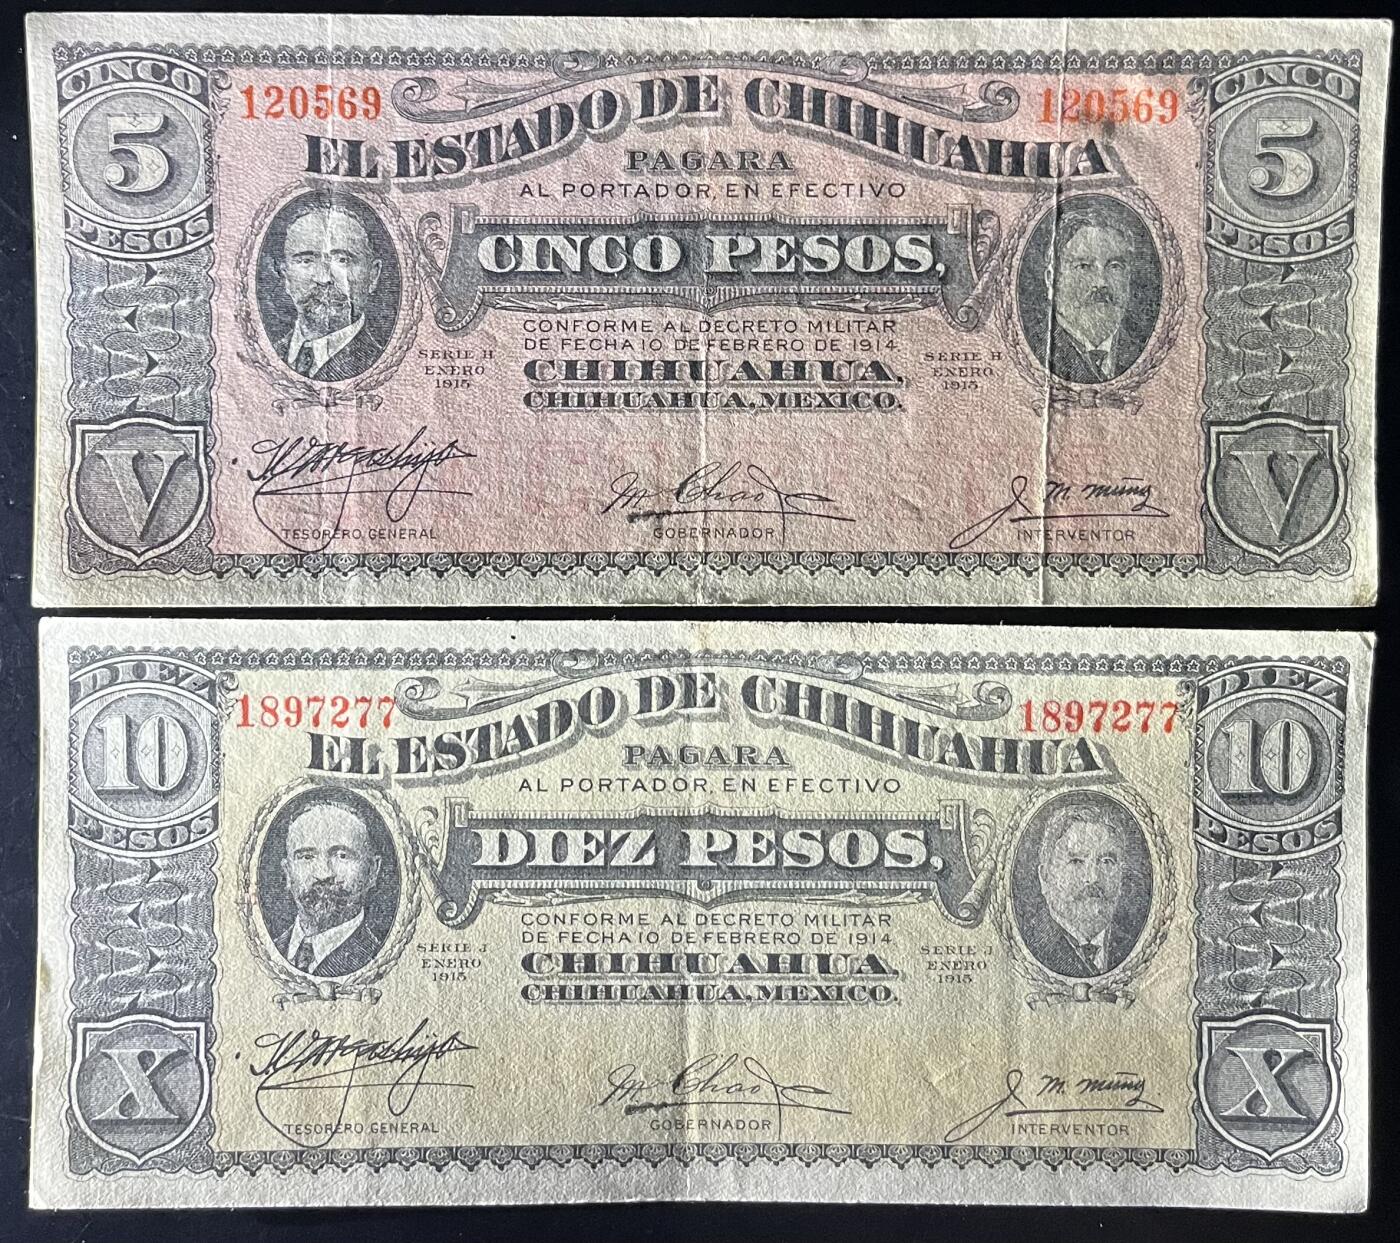 CINCO 5 PESOS
CINCO 5 PESOS
120569
120569
EL ESTADO DE CHIHUAHUA
PAGARA
AL PORTADOR, EN EFECTIVO
CINCO PESOS,
CONFORME AL DECRETO MILITAR
DE FECHA 10 DE FEBRERO DE 1914
SERIE H
ENERO
1915
SERIE H
ENERO
1915
CHIHUAHUA,
CHIHUAHUA, MEXICO.
V
V
M Chao
J M. Muñoz
TESORERO GENERAL
GOBERNADOR
INTERVENTOR
DIEZ 10 PESOS
DIEZ 10 PESOS
1897277
1897277
EL ESTADO DE CHIHUAHUA
PAGARA
AL PORTADOR, EN EFECTIVO
DIEZ PESOS,
CONFORME AL DECRETO MILITAR
DE FECHA 10 DE FEBRERO DE 1914
SERIE J
ENERO
1915
SERIE J
ENERO
1915
CHIHUAHUA,
CHIHUAHUA, MEXICO.
X
X
M Chao
J M. Muñoz
TESORERO GENERAL
GOBERNADOR
INTERVENTOR